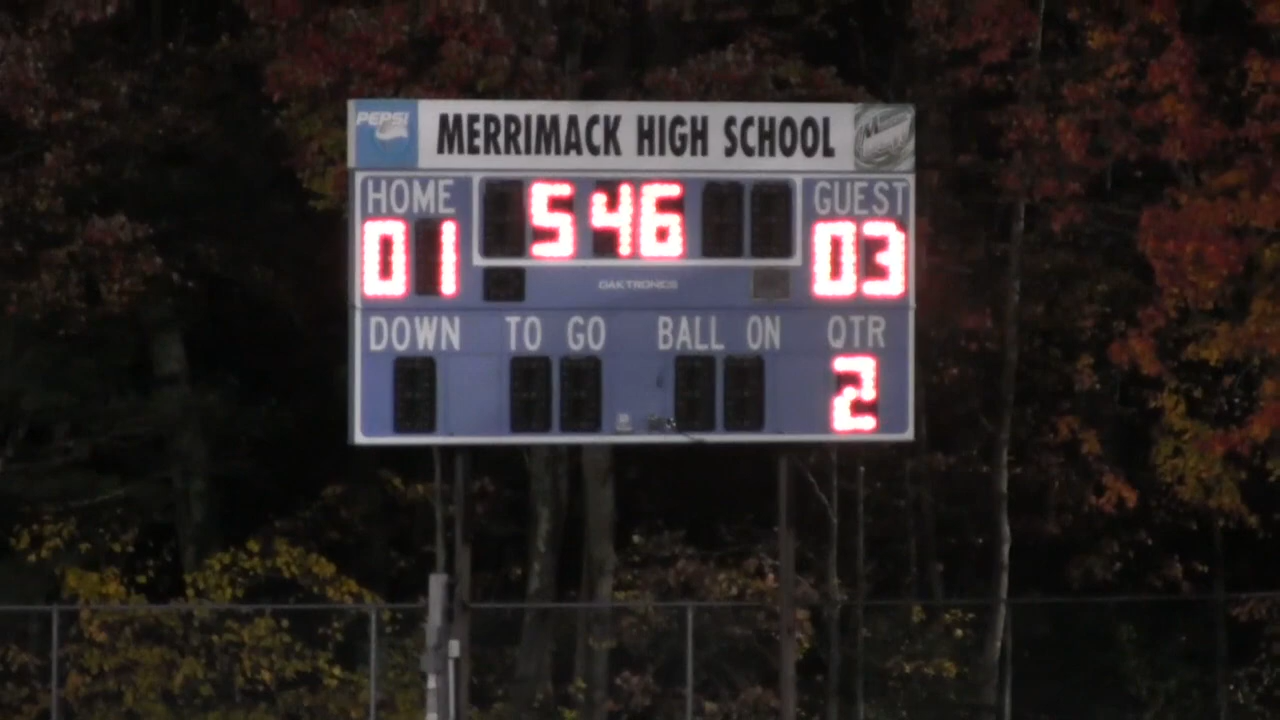 PEPSI MERRIMACK HIGH SCHOOL
HOME 546 GUEST
01 03
DAKTRONICS
DOWN TO GO BALL ON QTR
2